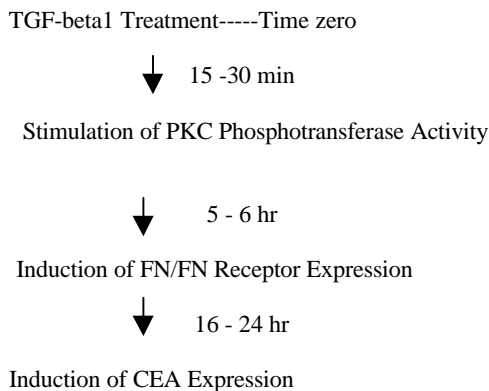 TGF-beta1 Treatment-----Time zero
15 -30 min
Stimulation of PKC Phosphotransferase Activity
5 - 6 hr
Induction of FN/FN Receptor Expression
16 - 24 hr
Induction of CEA Expression